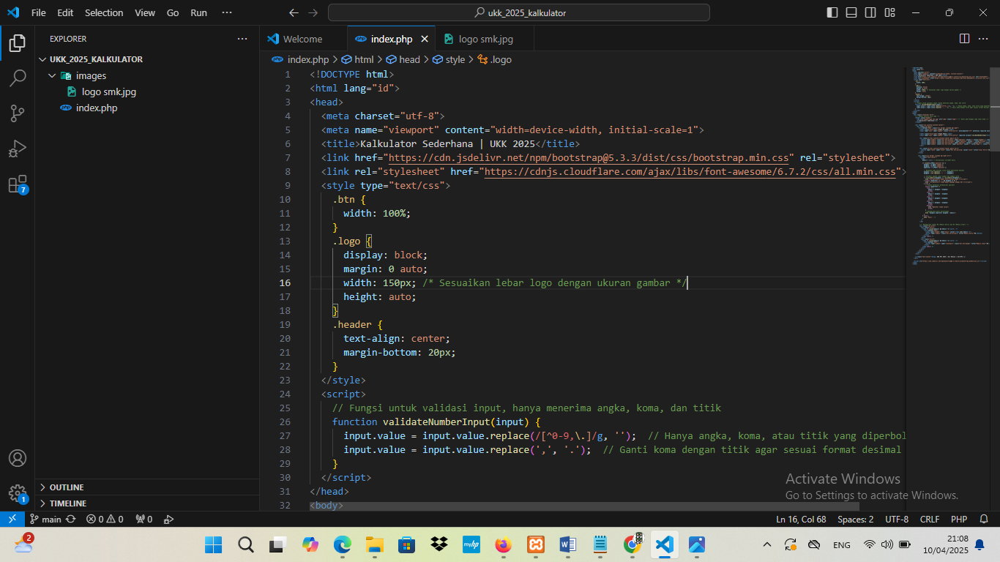 File Edit Selection View Go Run ···
ukk_2025_kalkulator
EXPLORER
UKK_2025_KALKULATOR
images
logo smk.jpg
index.php
OUTLINE
TIMELINE
7
1
Welcome
index.php
logo smk.jpg
index.php > html > head > style > .logo
1 <!DOCTYPE html>
2 <html lang="id">
3 <head>
4 <meta charset="utf-8">
5 <meta name="viewport" content="width=device-width, initial-scale=1">
6 <title>Kalkulator Sederhana | UKK 2025</title>
7 <link href="https://cdn.jsdelivr.net/npm/bootstrap@5.3.3/dist/css/bootstrap.min.css" rel="stylesheet">
8 <link rel="stylesheet" href="https://cdnjs.cloudflare.com/ajax/libs/font-awesome/6.7.2/css/all.min.css">
9 <style type="text/css">
10 .btn {
11 width: 100%;
12 }
13 .logo {
14 display: block;
15 margin: 0 auto;
16 width: 150px; /* Sesuaikan lebar logo dengan ukuran gambar */
17 height: auto;
18 }
19 .header {
20 text-align: center;
21 margin-bottom: 20px;
22 }
23 </style>
24 <script>
25 // Fungsi untuk validasi input, hanya menerima angka, koma, dan titik
26 function validateNumberInput(input) {
27 input.value = input.value.replace(/[^0-9,\.]/g, ''); // Hanya angka, koma, atau titik yang diperbol
28 input.value = input.value.replace(',', '.'); // Ganti koma dengan titik agar sesuai format desimal
29 }
30 </script>
31 </head>
32 <body>
Activate Windows
Go to Settings to activate Windows.
main 0 0 0
Ln 16, Col 68 Spaces: 2 UTF-8 CRLF PHP
2
myhp
ENG
21:08
10/04/2025